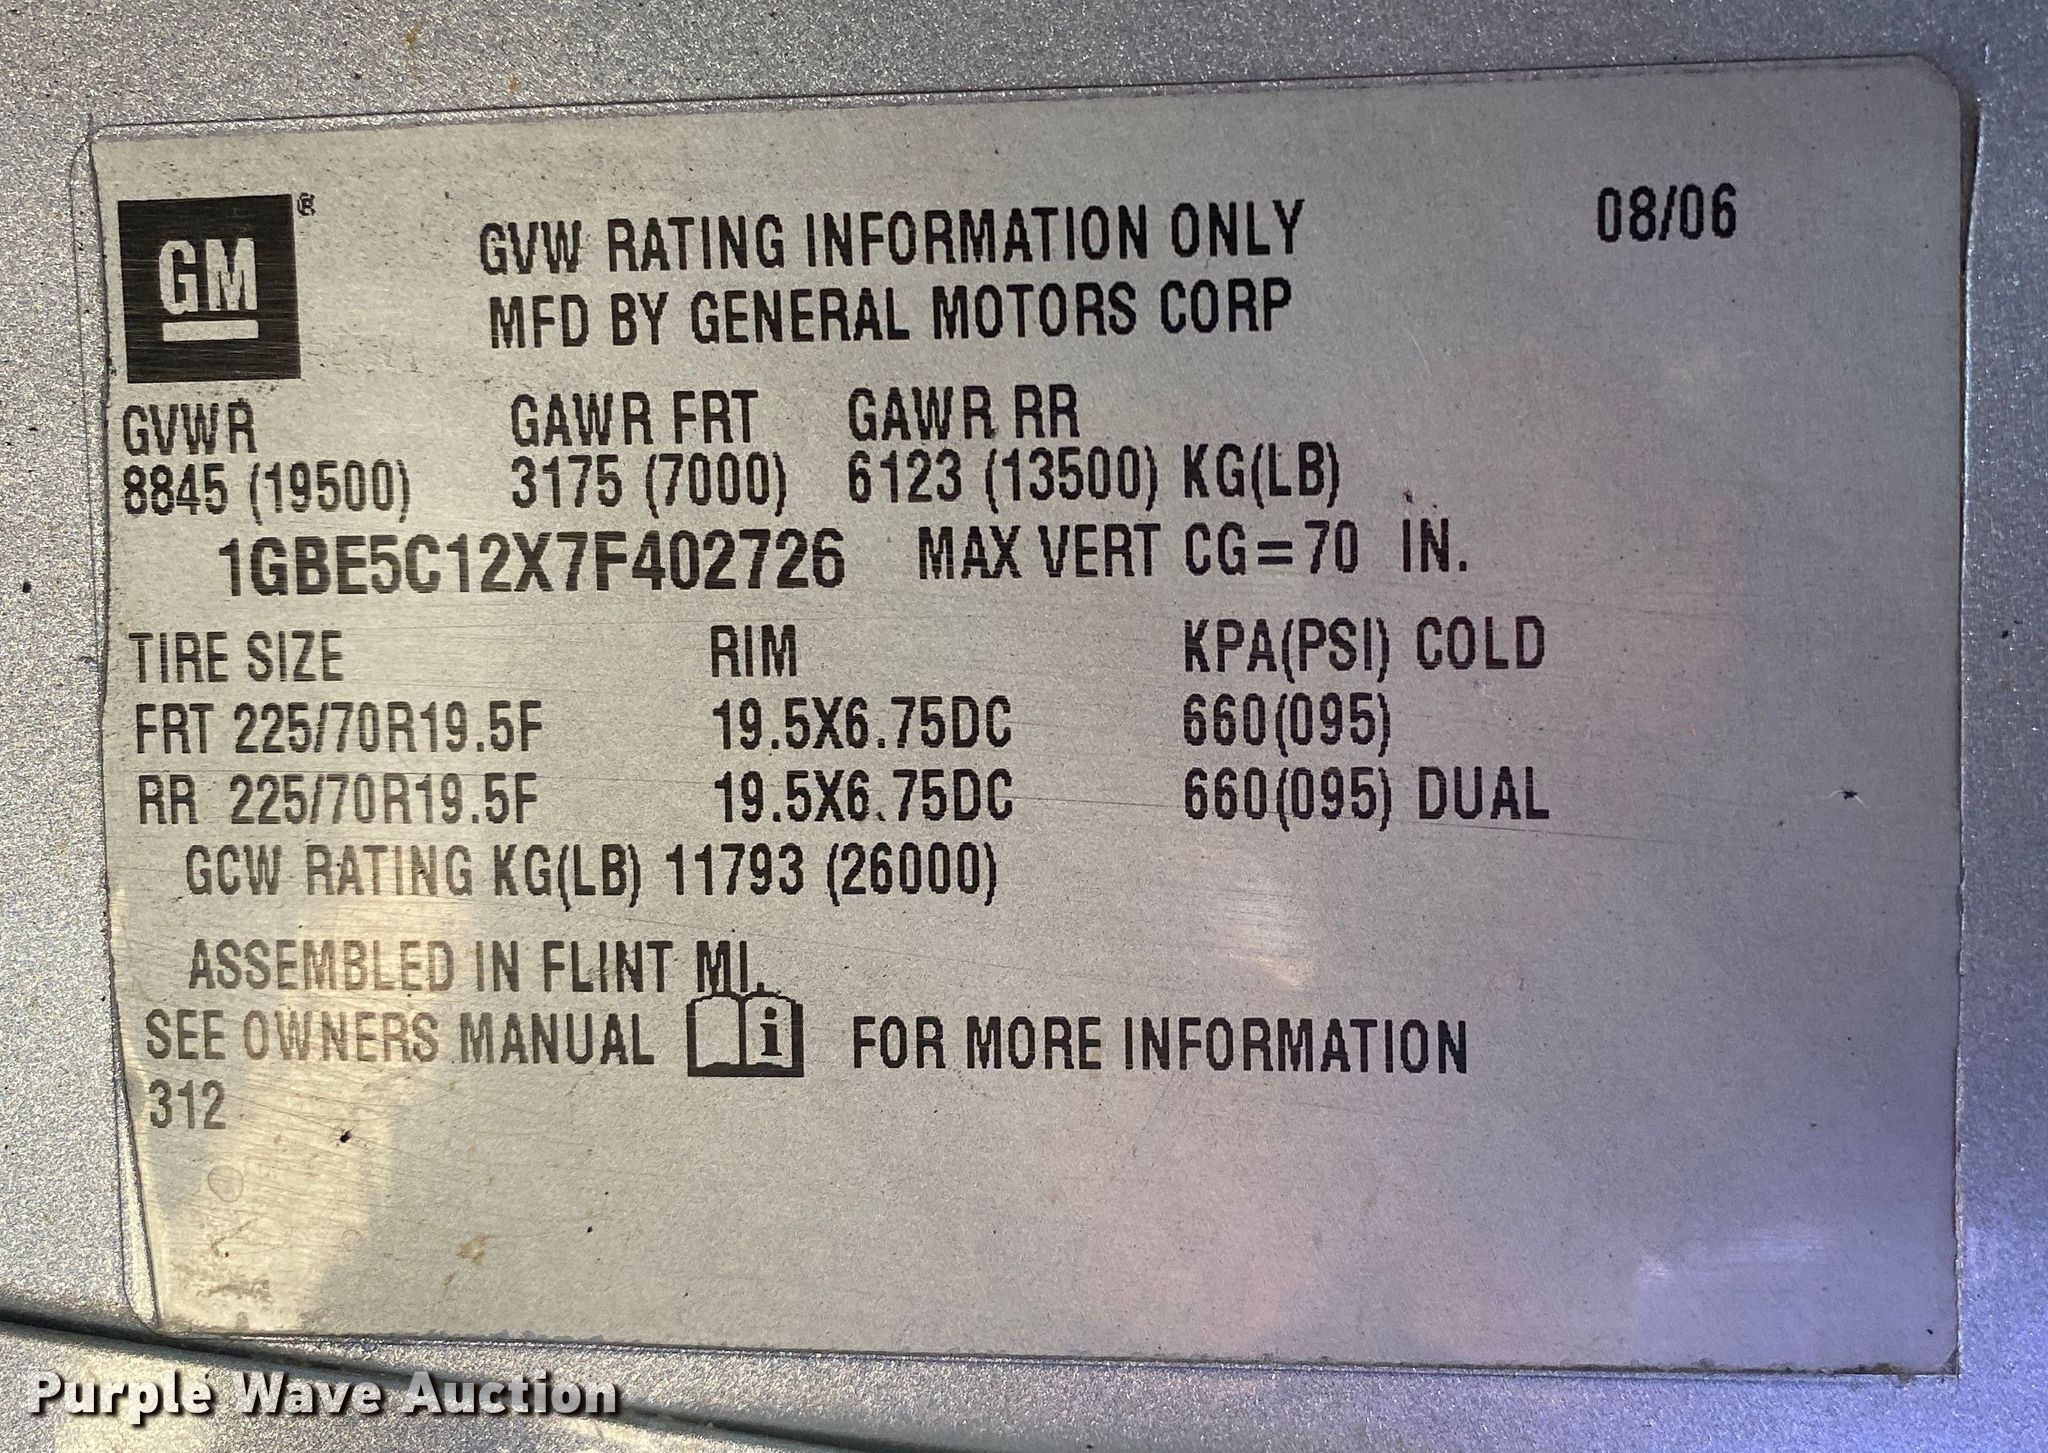 GM®
GVW RATING INFORMATION ONLY 08/06
MFD BY GENERAL MOTORS CORP
GVWR GAWR FRT GAWR RR
8845 (19500) 3175 (7000) 6123 (13500) KG(LB)
1GBE5C12X7F402726 MAX VERT CG=70 IN.
TIRE SIZE RIM KPA(PSI) COLD
FRT 225/70R19.5F 19.5X6.75DC 660(095)
RR 225/70R19.5F 19.5X6.75DC 660(095) DUAL
GCW RATING KG(LB) 11793 (26000)
ASSEMBLED IN FLINT MI.
SEE OWNERS MANUAL i FOR MORE INFORMATION
312
Purple Wave Auction